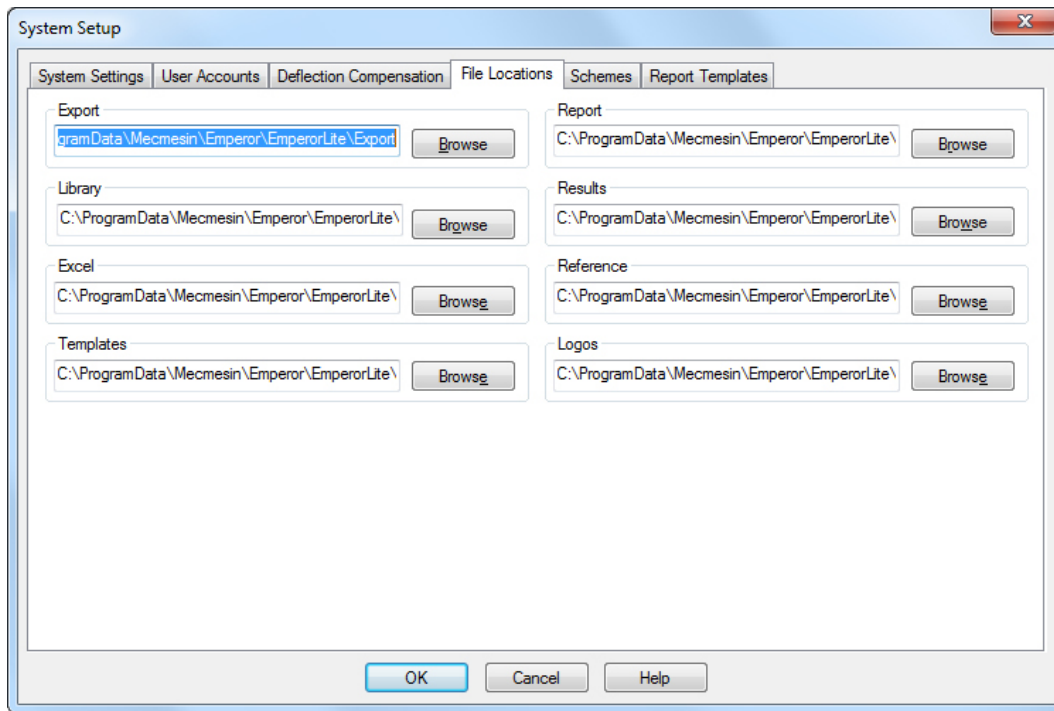 System Setup
System Settings User Accounts Deflection Compensation File Locations Schemes Report Templates
Export
gramData\Mecmesin\Emperor\EmperorLite\Export
Browse
Report
C:\ProgramData\Mecmesin\Emperor\EmperorLite\
Browse
Library
C:\ProgramData\Mecmesin\Emperor\EmperorLite\
Browse
Results
C:\ProgramData\Mecmesin\Emperor\EmperorLite\
Browse
Excel
C:\ProgramData\Mecmesin\Emperor\EmperorLite\
Browse
Reference
C:\ProgramData\Mecmesin\Emperor\EmperorLite\
Browse
Templates
C:\ProgramData\Mecmesin\Emperor\EmperorLite\
Browse
Logos
C:\ProgramData\Mecmesin\Emperor\EmperorLite\
Browse
OK Cancel Help